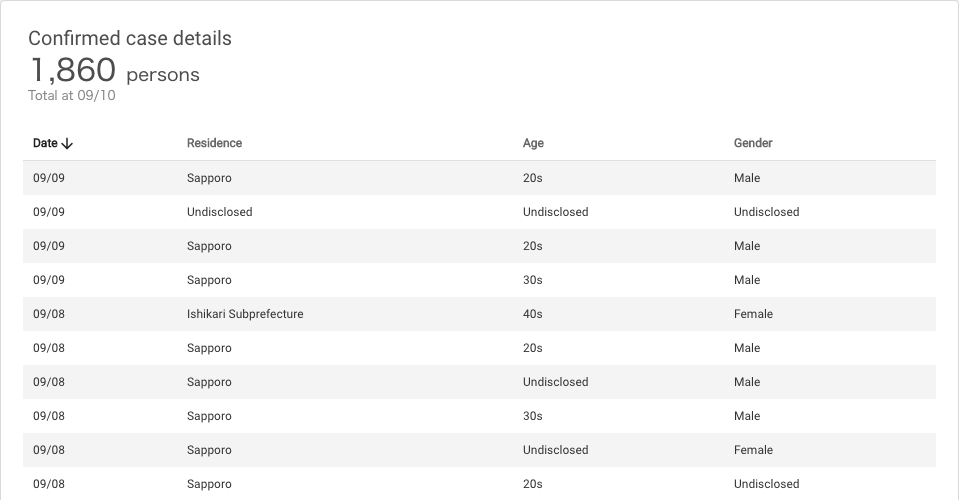 Confirmed case details
1,860 persons
Total at 09/10
Date Residence Age Gender
09/09 Sapporo 20s Male
09/09 Undisclosed Undisclosed Undisclosed
09/09 Sapporo 20s Male
09/09 Sapporo 30s Male
09/08 Ishikari Subprefecture 40s Female
09/08 Sapporo 20s Male
09/08 Sapporo Undisclosed Male
09/08 Sapporo 30s Male
09/08 Sapporo Undisclosed Female
09/08 Sapporo 20s Undisclosed